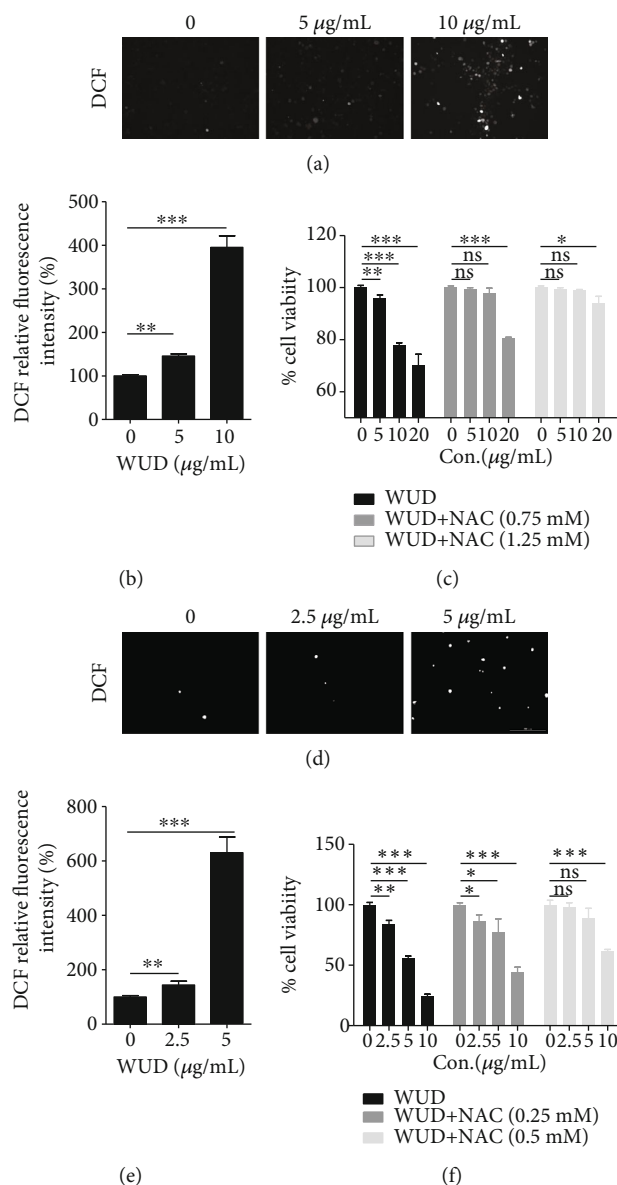 0 5 μg/mL 10 μg/mL
DCF
(a)
DCF relative fluorescence
intensity (%)
500
400
300
200
100
0
***
**
0 5 10
WUD (μg/mL)
(b)
% cell viabiity
120
100
80
60
***
***
**
***
ns
ns
*
ns
ns
0 5 10 20 0 5 10 20 0 5 10 20
Con.(μg/mL)
WUD
WUD+NAC (0.75 mM)
WUD+NAC (1.25 mM)
(c)
0 2.5 μg/mL 5 μg/mL
DCF
(d)
DCF relative fluorescence
intensity (%)
800
600
400
200
0
***
**
0 2.5 5
WUD (μg/mL)
(e)
% cell viabiity
150
100
50
0
***
***
**
***
*
*
***
ns
ns
0 2.5 5 10 0 2.5 5 10 0 2.5 5 10
Con.(μg/mL)
WUD
WUD+NAC (0.25 mM)
WUD+NAC (0.5 mM)
(f)